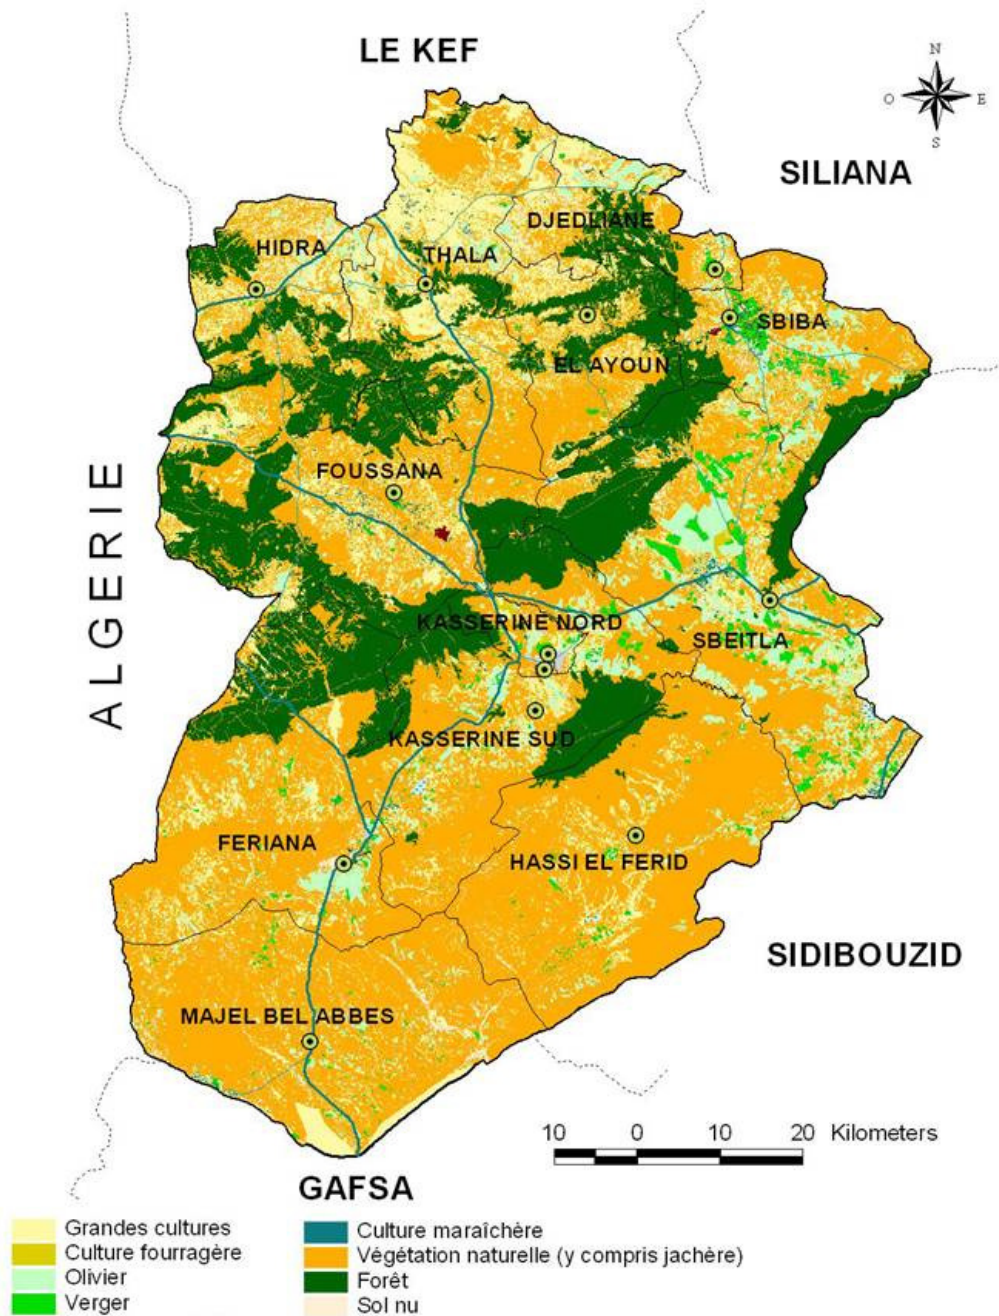 LE KEF
N
O E
S
SILIANA
DJEDLIANE
HIDRA
THALA
SBIBA
EL AYOUN
FOUSSANA
ALGERIE
KASSERINE NORD
SBEITLA
KASSERINE SUD
FERIANA
HASSI EL FERID
SIDIBOUZID
MAJEL BEL ABBES
10 0 10 20 Kilometers
GAFSA
Grandes cultures
Culture fourragère
Olivier
Verger
Culture maraîchère
Végétation naturelle (y compris jachère)
Forêt
Sol nu